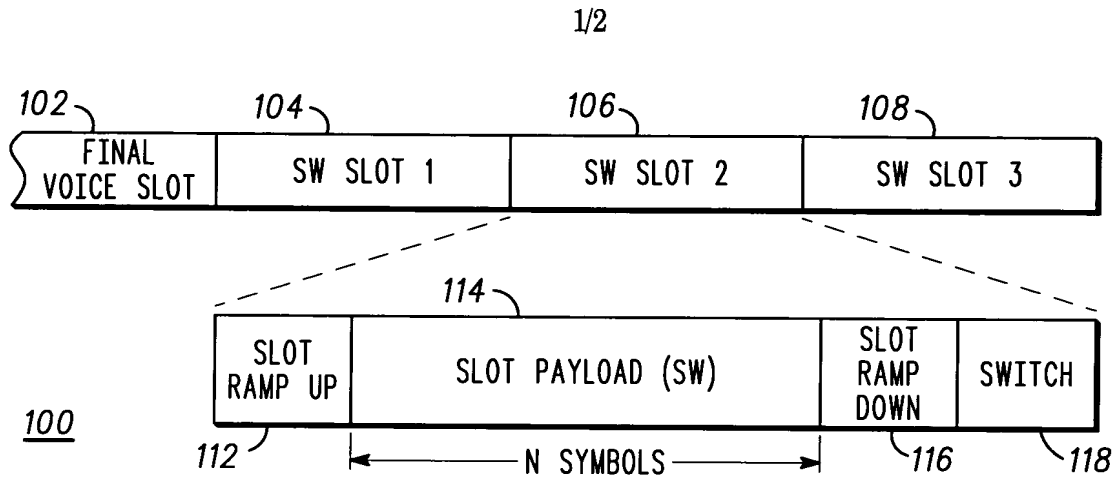 1/2
102 104 106 108
FINAL
VOICE SLOT
SW SLOT 1
SW SLOT 2
SW SLOT 3
114
SLOT
RAMP UP
SLOT PAYLOAD (SW)
SLOT
RAMP
DOWN
SWITCH
100
112
N SYMBOLS
116
118